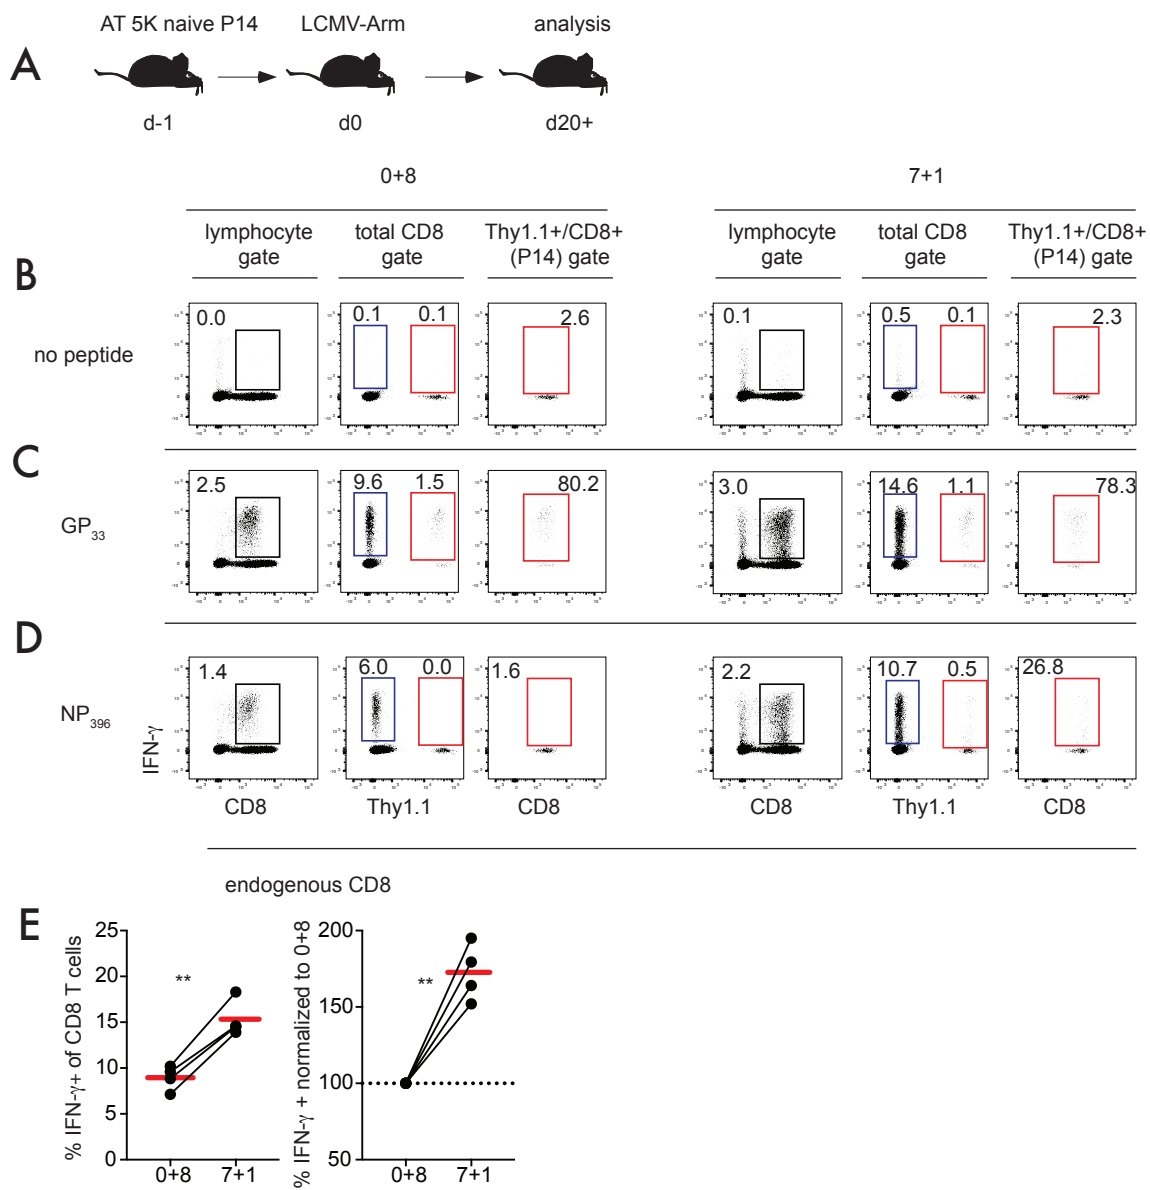 AT 5K naive P14 LCMV-Arm analysis
A
d-1 d0 d20+
0+8 7+1
lymphocyte gate total CD8 gate Thy1.1+/CD8+ (P14) gate lymphocyte gate total CD8 gate Thy1.1+/CD8+ (P14) gate
B
no peptide
0.0 0.1 0.1 2.6 0.1 0.5 0.1 2.3
C
GP33
2.5 9.6 1.5 80.2 3.0 14.6 1.1 78.3
D
NP396
1.4 6.0 0.0 1.6 2.2 10.7 0.5 26.8
IFN-γ
CD8 Thy1.1 CD8 CD8 Thy1.1 CD8
endogenous CD8
E
% IFN-γ+ of CD8 T cells
25
20
15
10
5
0
**
0+8 7+1
% IFN-γ + normalized to 0+8
200
150
100
50
**
0+8 7+1